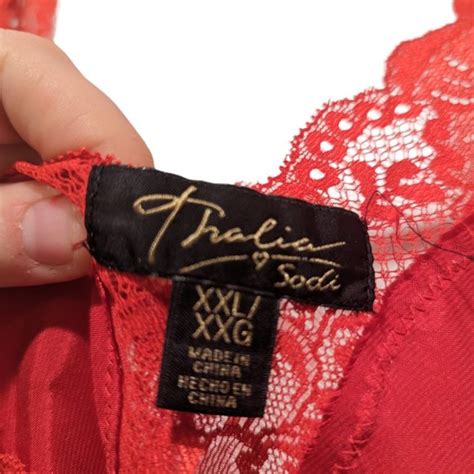 Thalia
Sodi
XXL/
XXG
MADE IN
CHINA
HECHO EN
CHINA